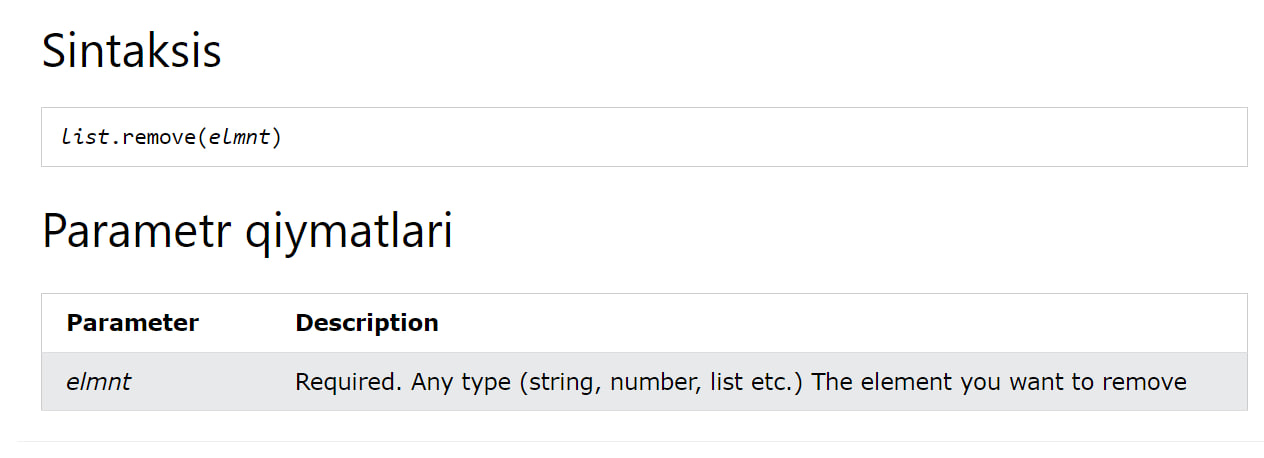 Sintaksis
list.remove(elmnt)
Parametr qiymatlari
Parameter Description
elmnt Required. Any type (string, number, list etc.) The element you want to remove